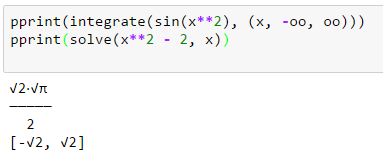 pprint(integrate(sin(x**2), (x, -oo, oo)))
pprint(solve(x**2 - 2, x))
√2⋅√π
─────
2
[-√2, √2]